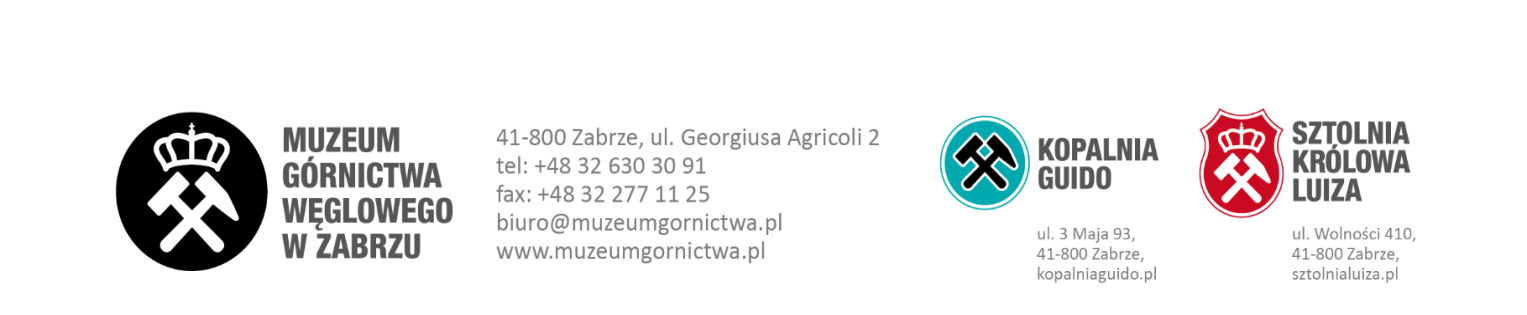 MUZEUM
GÓRNICTWA
WĘGLOWEGO
W ZABRZU
41-800 Zabrze, ul. Georgiusa Agricoli 2
tel: +48 32 630 30 91
fax: +48 32 277 11 25
biuro@muzeumgornictwa.pl
www.muzeumgornictwa.pl
KOPALNIA
GUIDO
ul. 3 Maja 93,
41-800 Zabrze,
kopalniaguido.pl
SZTOLNIA
KRÓLOWA
LUIZA
ul. Wolności 410,
41-800 Zabrze,
sztolnialuiza.pl